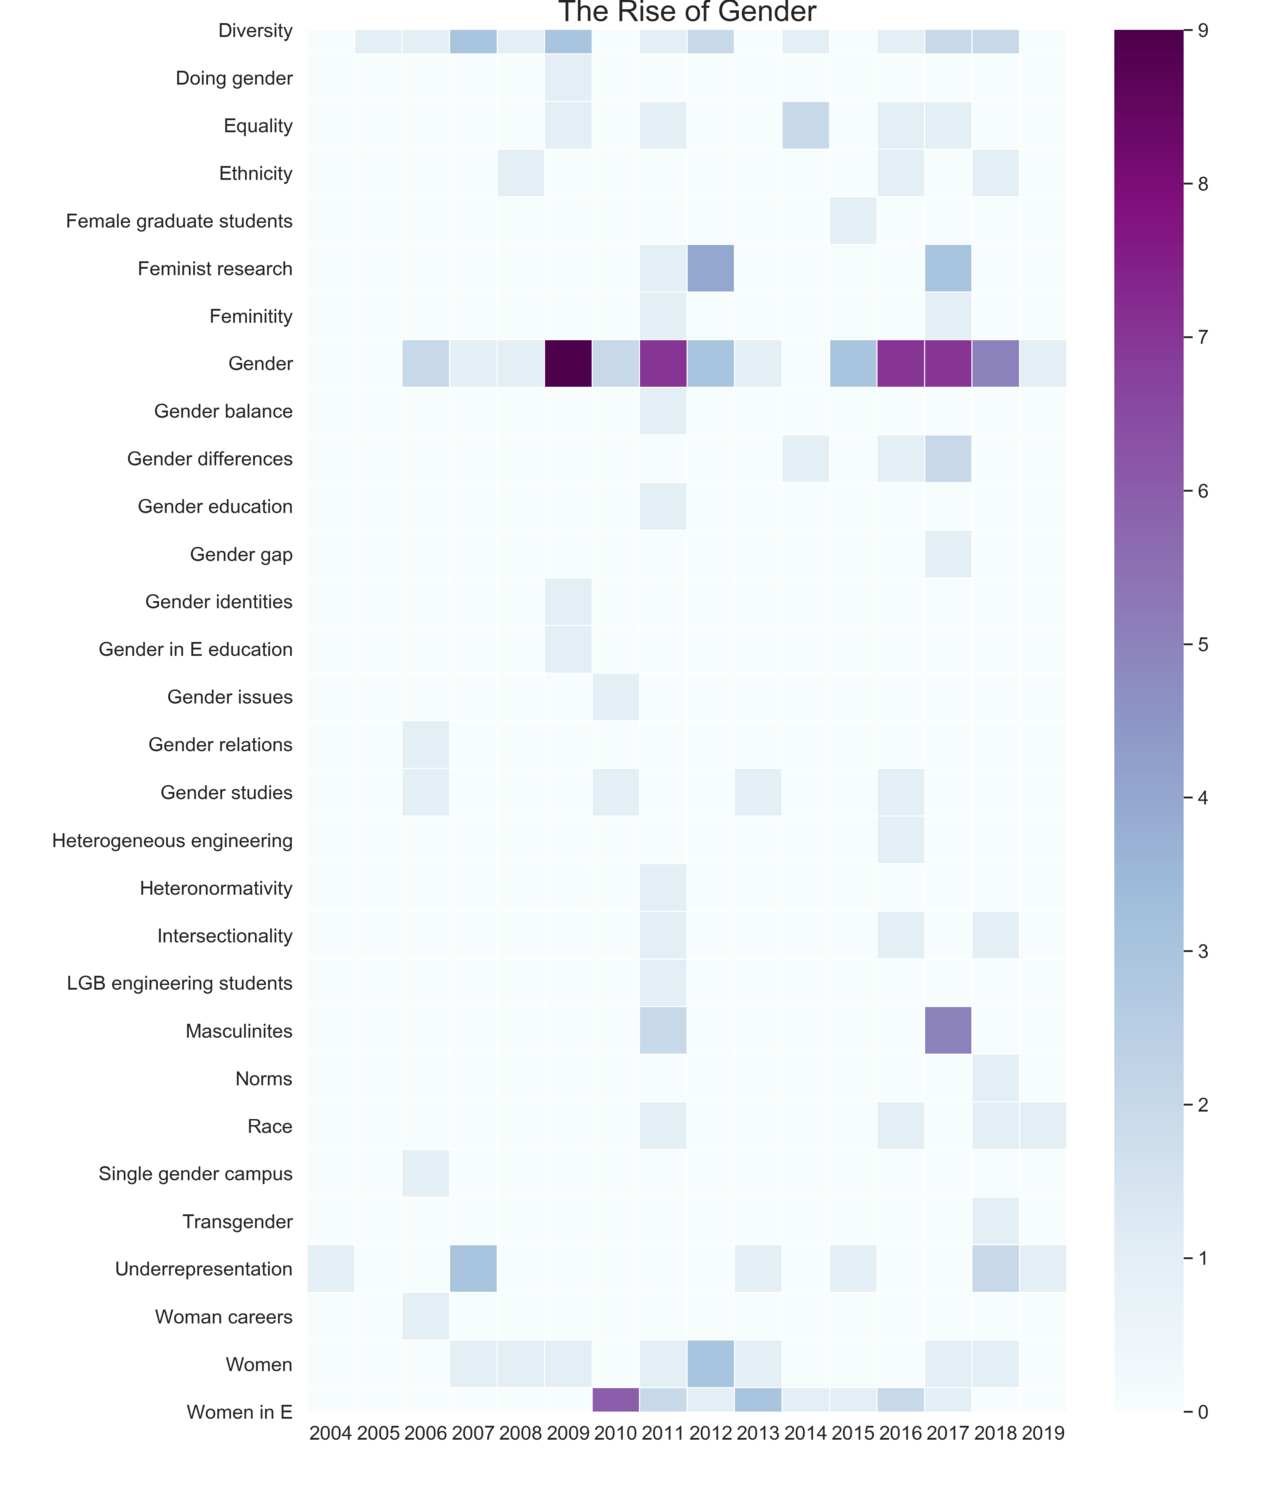 The Rise of Gender
Diversity
Doing gender
Equality
Ethnicity
Female graduate students
Feminist research
Feminitity
Gender
Gender balance
Gender differences
Gender education
Gender gap
Gender identities
Gender in E education
Gender issues
Gender relations
Gender studies
Heterogeneous engineering
Heteronormativity
Intersectionality
LGB engineering students
Masculinites
Norms
Race
Single gender campus
Transgender
Underrepresentation
Woman careers
Women
Women in E
2004 2005 2006 2007 2008 2009 2010 2011 2012 2013 2014 2015 2016 2017 2018 2019
9
8
7
6
5
4
3
2
1
0